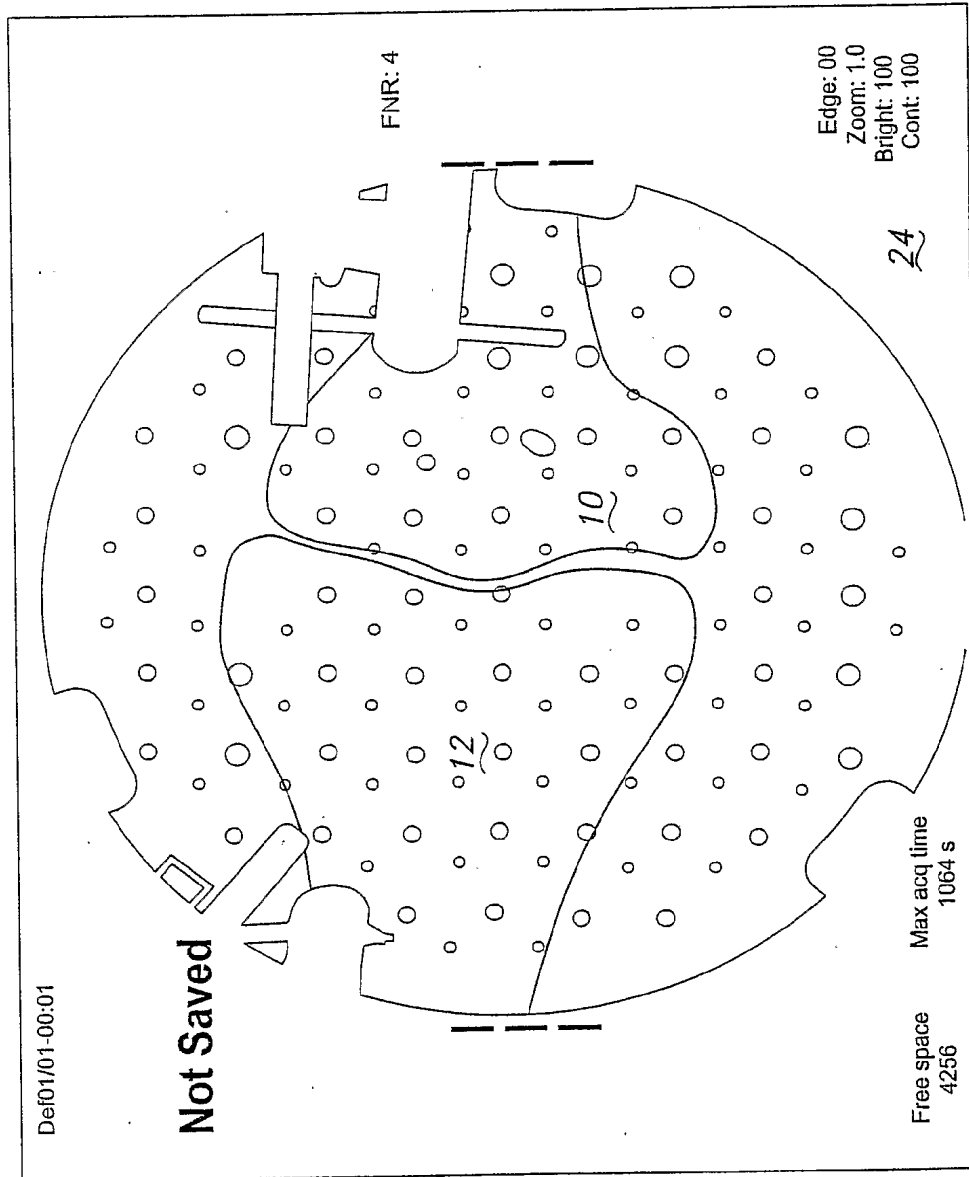 Def01/01-00:01
Not Saved
FNR: 4
12
10
24
Free space
4256
Max acq time
1064 s
Edge: 00
Zoom: 1.0
Bright: 100
Cont: 100